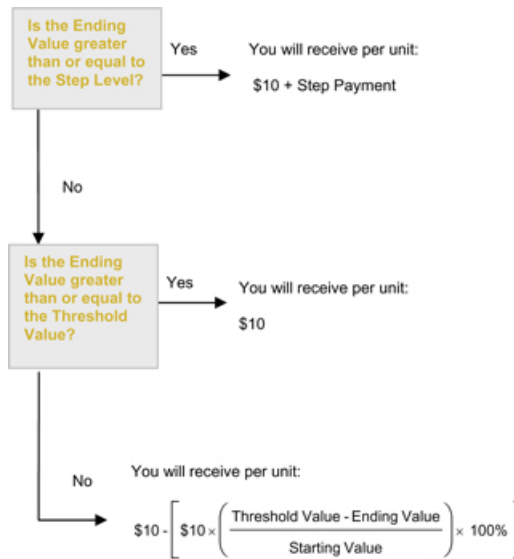 Is the Ending
Value greater
than or equal to
the Step Level?
Yes
You will receive per unit:
$10 + Step Payment
No
Is the Ending
Value greater
than or equal to
the Threshold
Value?
Yes
You will receive per unit:
$10
No
You will receive per unit:
$10 - [ $10 × ( Threshold Value - Ending Value
Starting Value ) × 100% ]